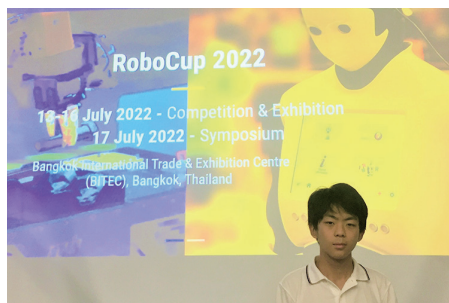 RoboCup 2022
13-16 July 2022 - Competition & Exhibition
17 July 2022 - Symposium
Bangkok International Trade & Exhibition Centre
(BITEC), Bangkok, Thailand